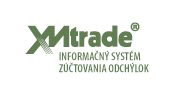 XMtrade®
INFORMAČNÝ SYSTÉM
ZÚČTOVANIA ODCHÝLOK